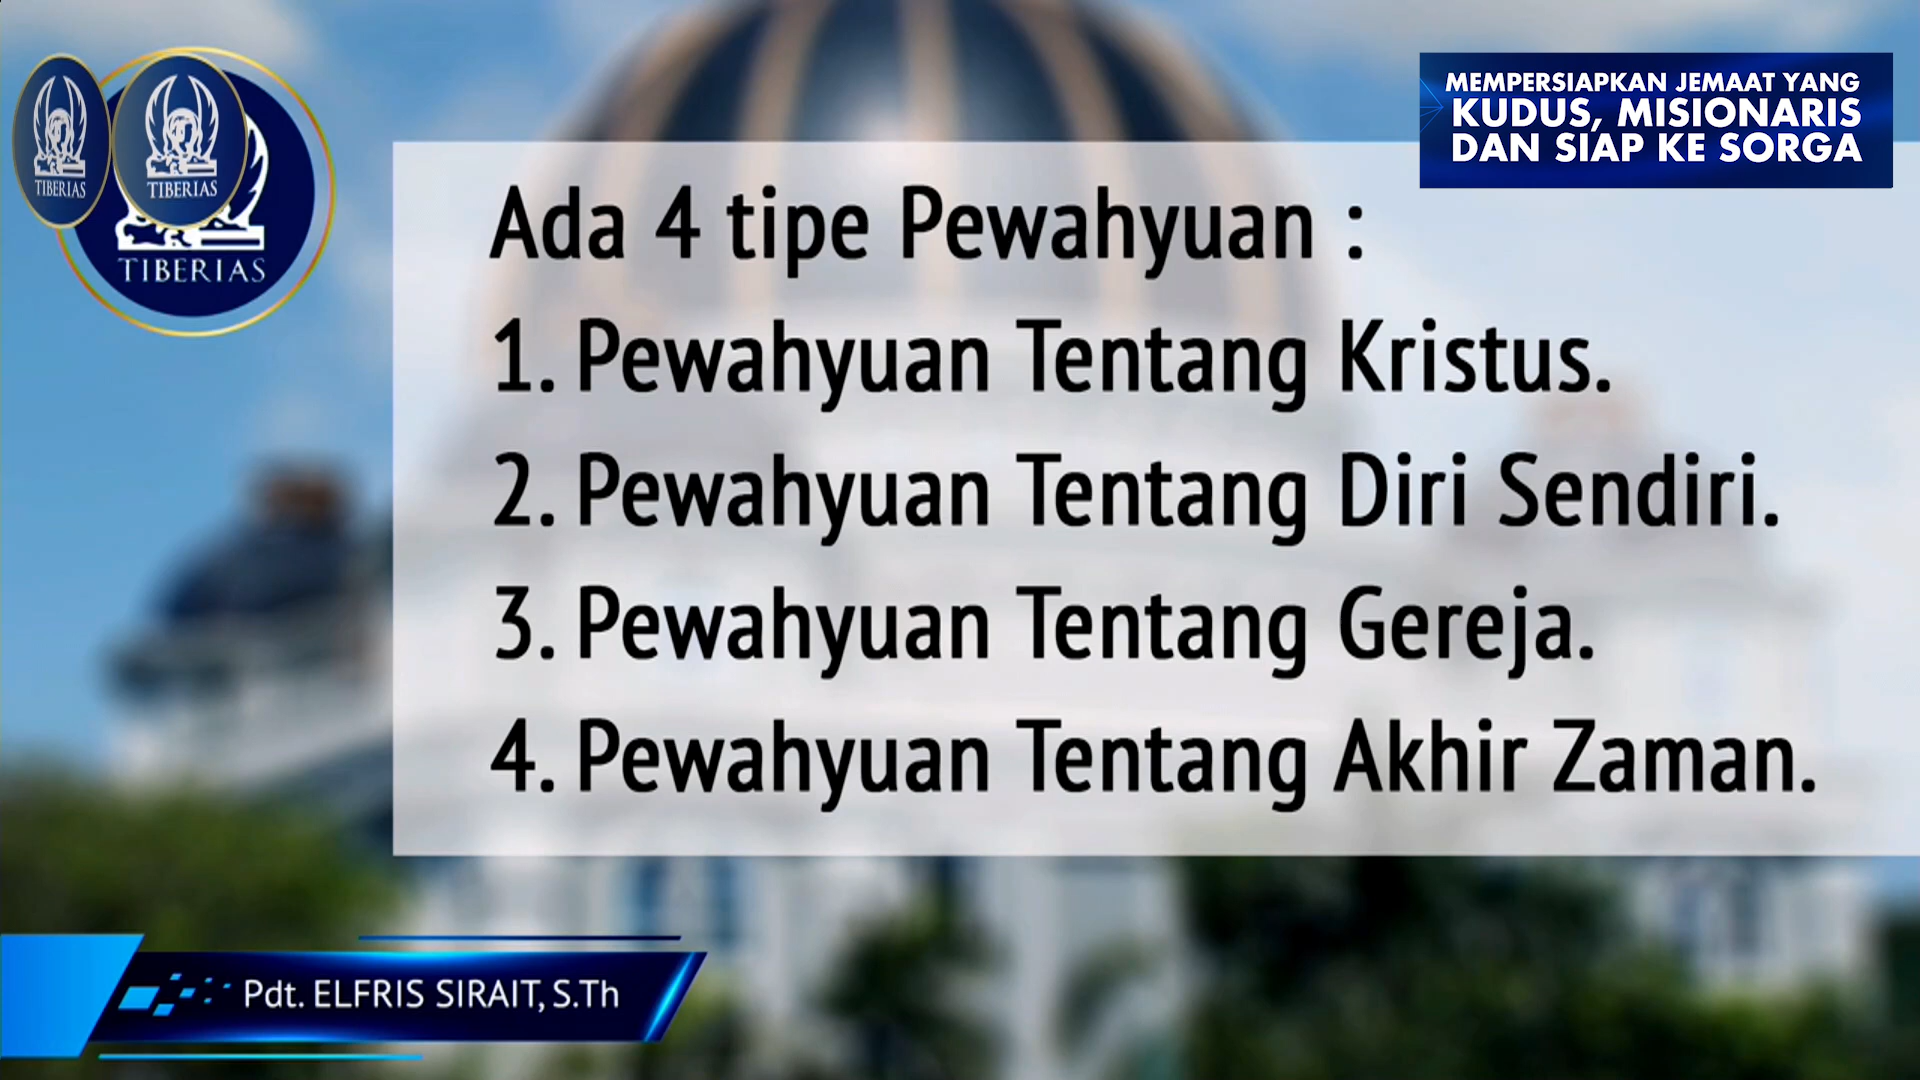 TIBERIAS
TIBERIAS
TIBERIAS
MEMPERSIAPKAN JEMAAT YANG
KUDUS, MISIONARIS
DAN SIAP KE SORGA
Ada 4 tipe Pewahyuan :
1. Pewahyuan Tentang Kristus.
2. Pewahyuan Tentang Diri Sendiri.
3. Pewahyuan Tentang Gereja.
4. Pewahyuan Tentang Akhir Zaman.
Pdt. ELFRIS SIRAIT, S.Th